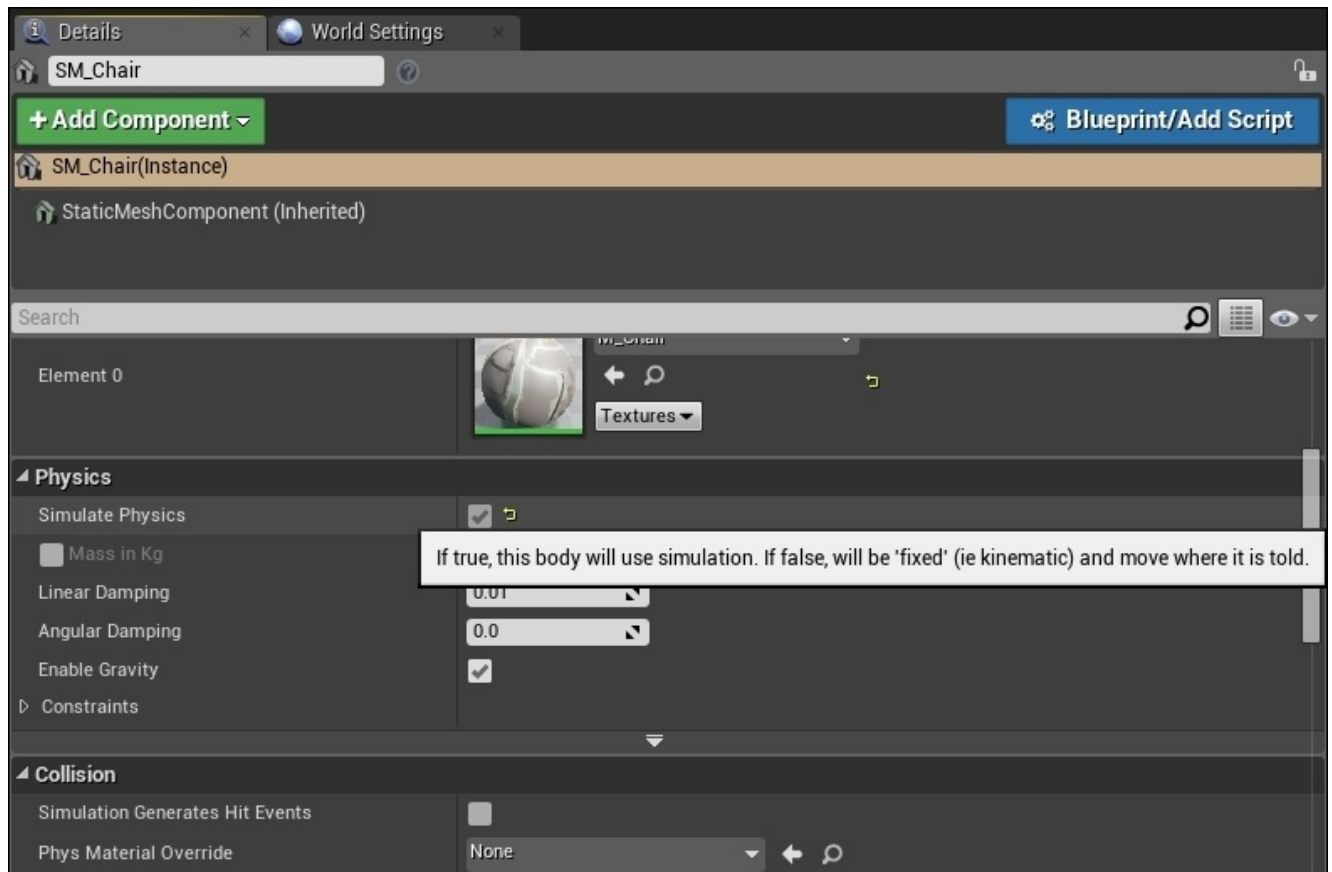 Details
World Settings
SM_Chair
+ Add Component
Blueprint/Add Script
SM_Chair(Instance)
StaticMeshComponent (Inherited)
Search
M_Chair
Element 0
Textures
Physics
Simulate Physics
Mass in Kg
If true, this body will use simulation. If false, will be 'fixed' (ie kinematic) and move where it is told.
Linear Damping 0.01
Angular Damping 0.0
Enable Gravity
Constraints
Collision
Simulation Generates Hit Events
Phys Material Override None